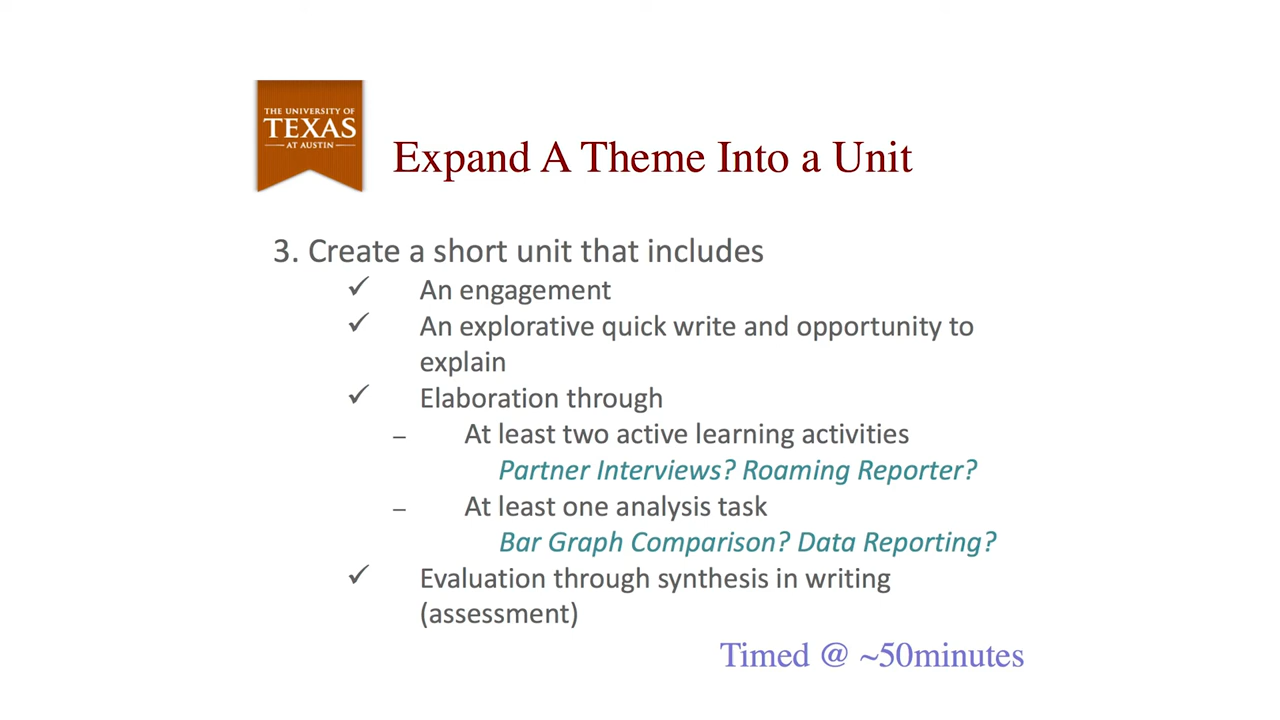 THE UNIVERSITY OF
TEXAS
AT AUSTIN
Expand A Theme Into a Unit
3. Create a short unit that includes
✓ An engagement
✓ An explorative quick write and opportunity to
explain
✓ Elaboration through
– At least two active learning activities
Partner Interviews? Roaming Reporter?
– At least one analysis task
Bar Graph Comparison? Data Reporting?
✓ Evaluation through synthesis in writing
(assessment)
Timed @ ~50minutes